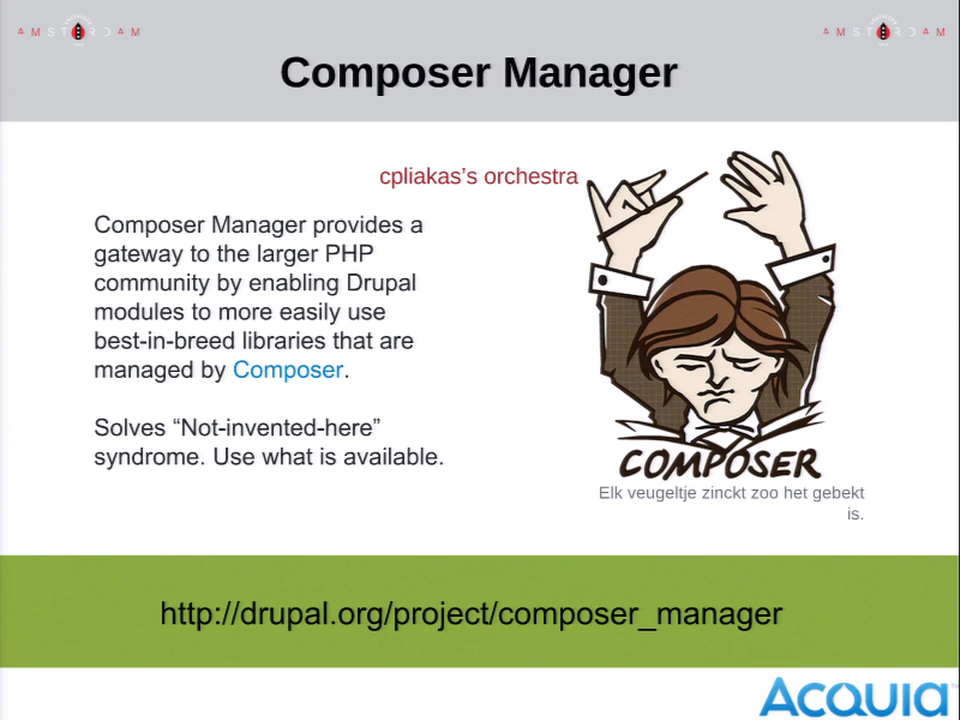 AMSTERDAM
AMSTERDAM
Composer Manager
cpliakas’s orchestra
Composer Manager provides a
gateway to the larger PHP
community by enabling Drupal
modules to more easily use
best-in-breed libraries that are
managed by Composer.
Solves “Not-invented-here”
syndrome. Use what is available.
COMPOSER
Elk veugeltje zinckt zoo het gebekt
is.
http://drupal.org/project/composer_manager
ACQUIA